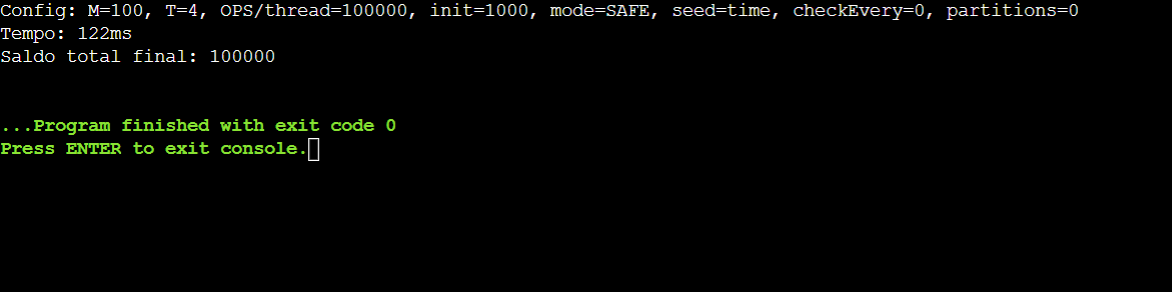 Config: M=100, T=4, OPS/thread=100000, init=1000, mode=SAFE, seed=time, checkEvery=0, partitions=0
Tempo: 122ms
Saldo total final: 100000
...Program finished with exit code 0
Press ENTER to exit console.